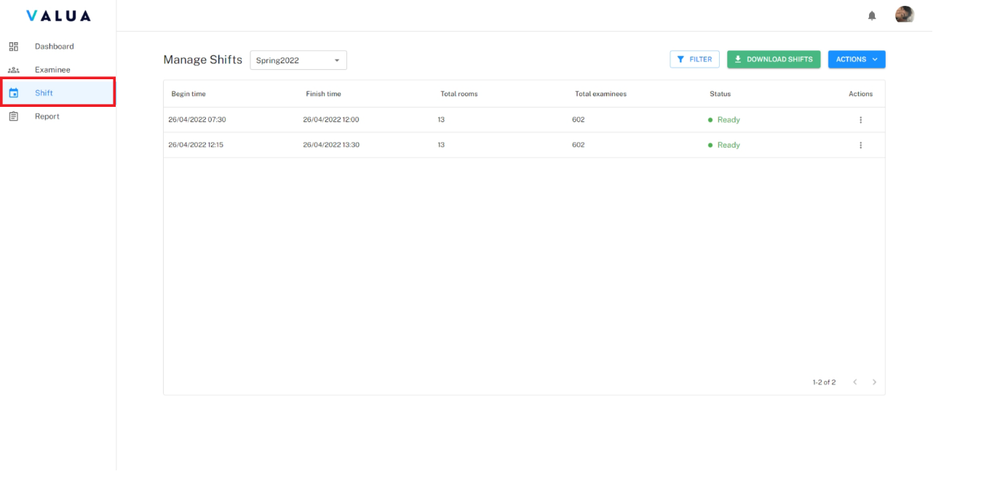 VALUA
Dashboard
Examinee
Shift
Report
Manage Shifts
Spring2022
FILTER
DOWNLOAD SHIFTS
ACTIONS
Begin time Finish time Total rooms Total examinees Status Actions
26/04/2022 07:30 26/04/2022 12:00 13 602 Ready
26/04/2022 12:15 26/04/2022 13:30 13 602 Ready
1-2 of 2